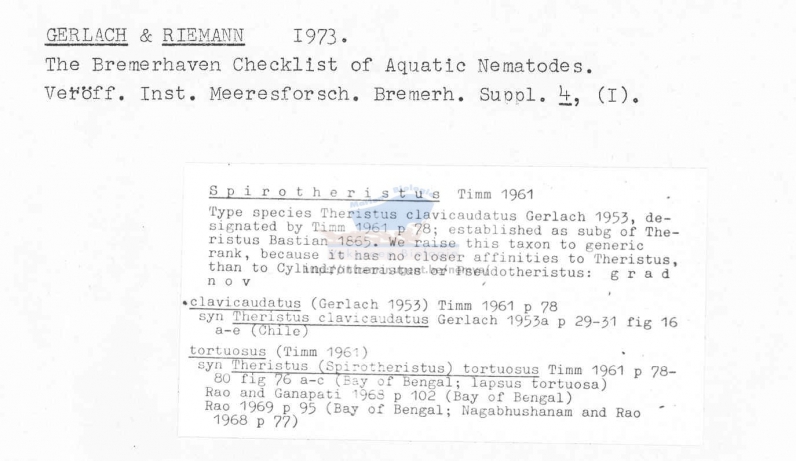 GERLACH & RIEMANN I973.
The Bremerhaven Checklist of Aquatic Nematodes.
Veröff. Inst. Meeresforsch. Bremerh. Suppl. 4, (I).
S p i r o t h e r i s t u s Timm 1961
Type species Theristus clavicaudatus Gerlach 1953, de-
signated by Timm 1961 p 78; established as subg of The-
ristus Bastian 1865. We raise this taxon to generic
rank, because it has no closer affinities to Theristus,
than to Cylindrotheristus or Pseudotheristus: g r a d
n o v
clavicaudatus (Gerlach 1953) Timm 1961 p 78
syn Theristus clavicaudatus Gerlach 1953a p 29-31 fig 16
a-e (Chile)
tortuosus (Timm 1961)
syn Theristus (Spirotheristus) tortuosus Timm 1961 p 78-
80 fig 76 a-c (Bay of Bengal; lapsus tortuosa)
Rao and Ganapati 1968 p 102 (Bay of Bengal)
Rao 1969 p 95 (Bay of Bengal; Nagabhushanam and Rao
1968 p 77)